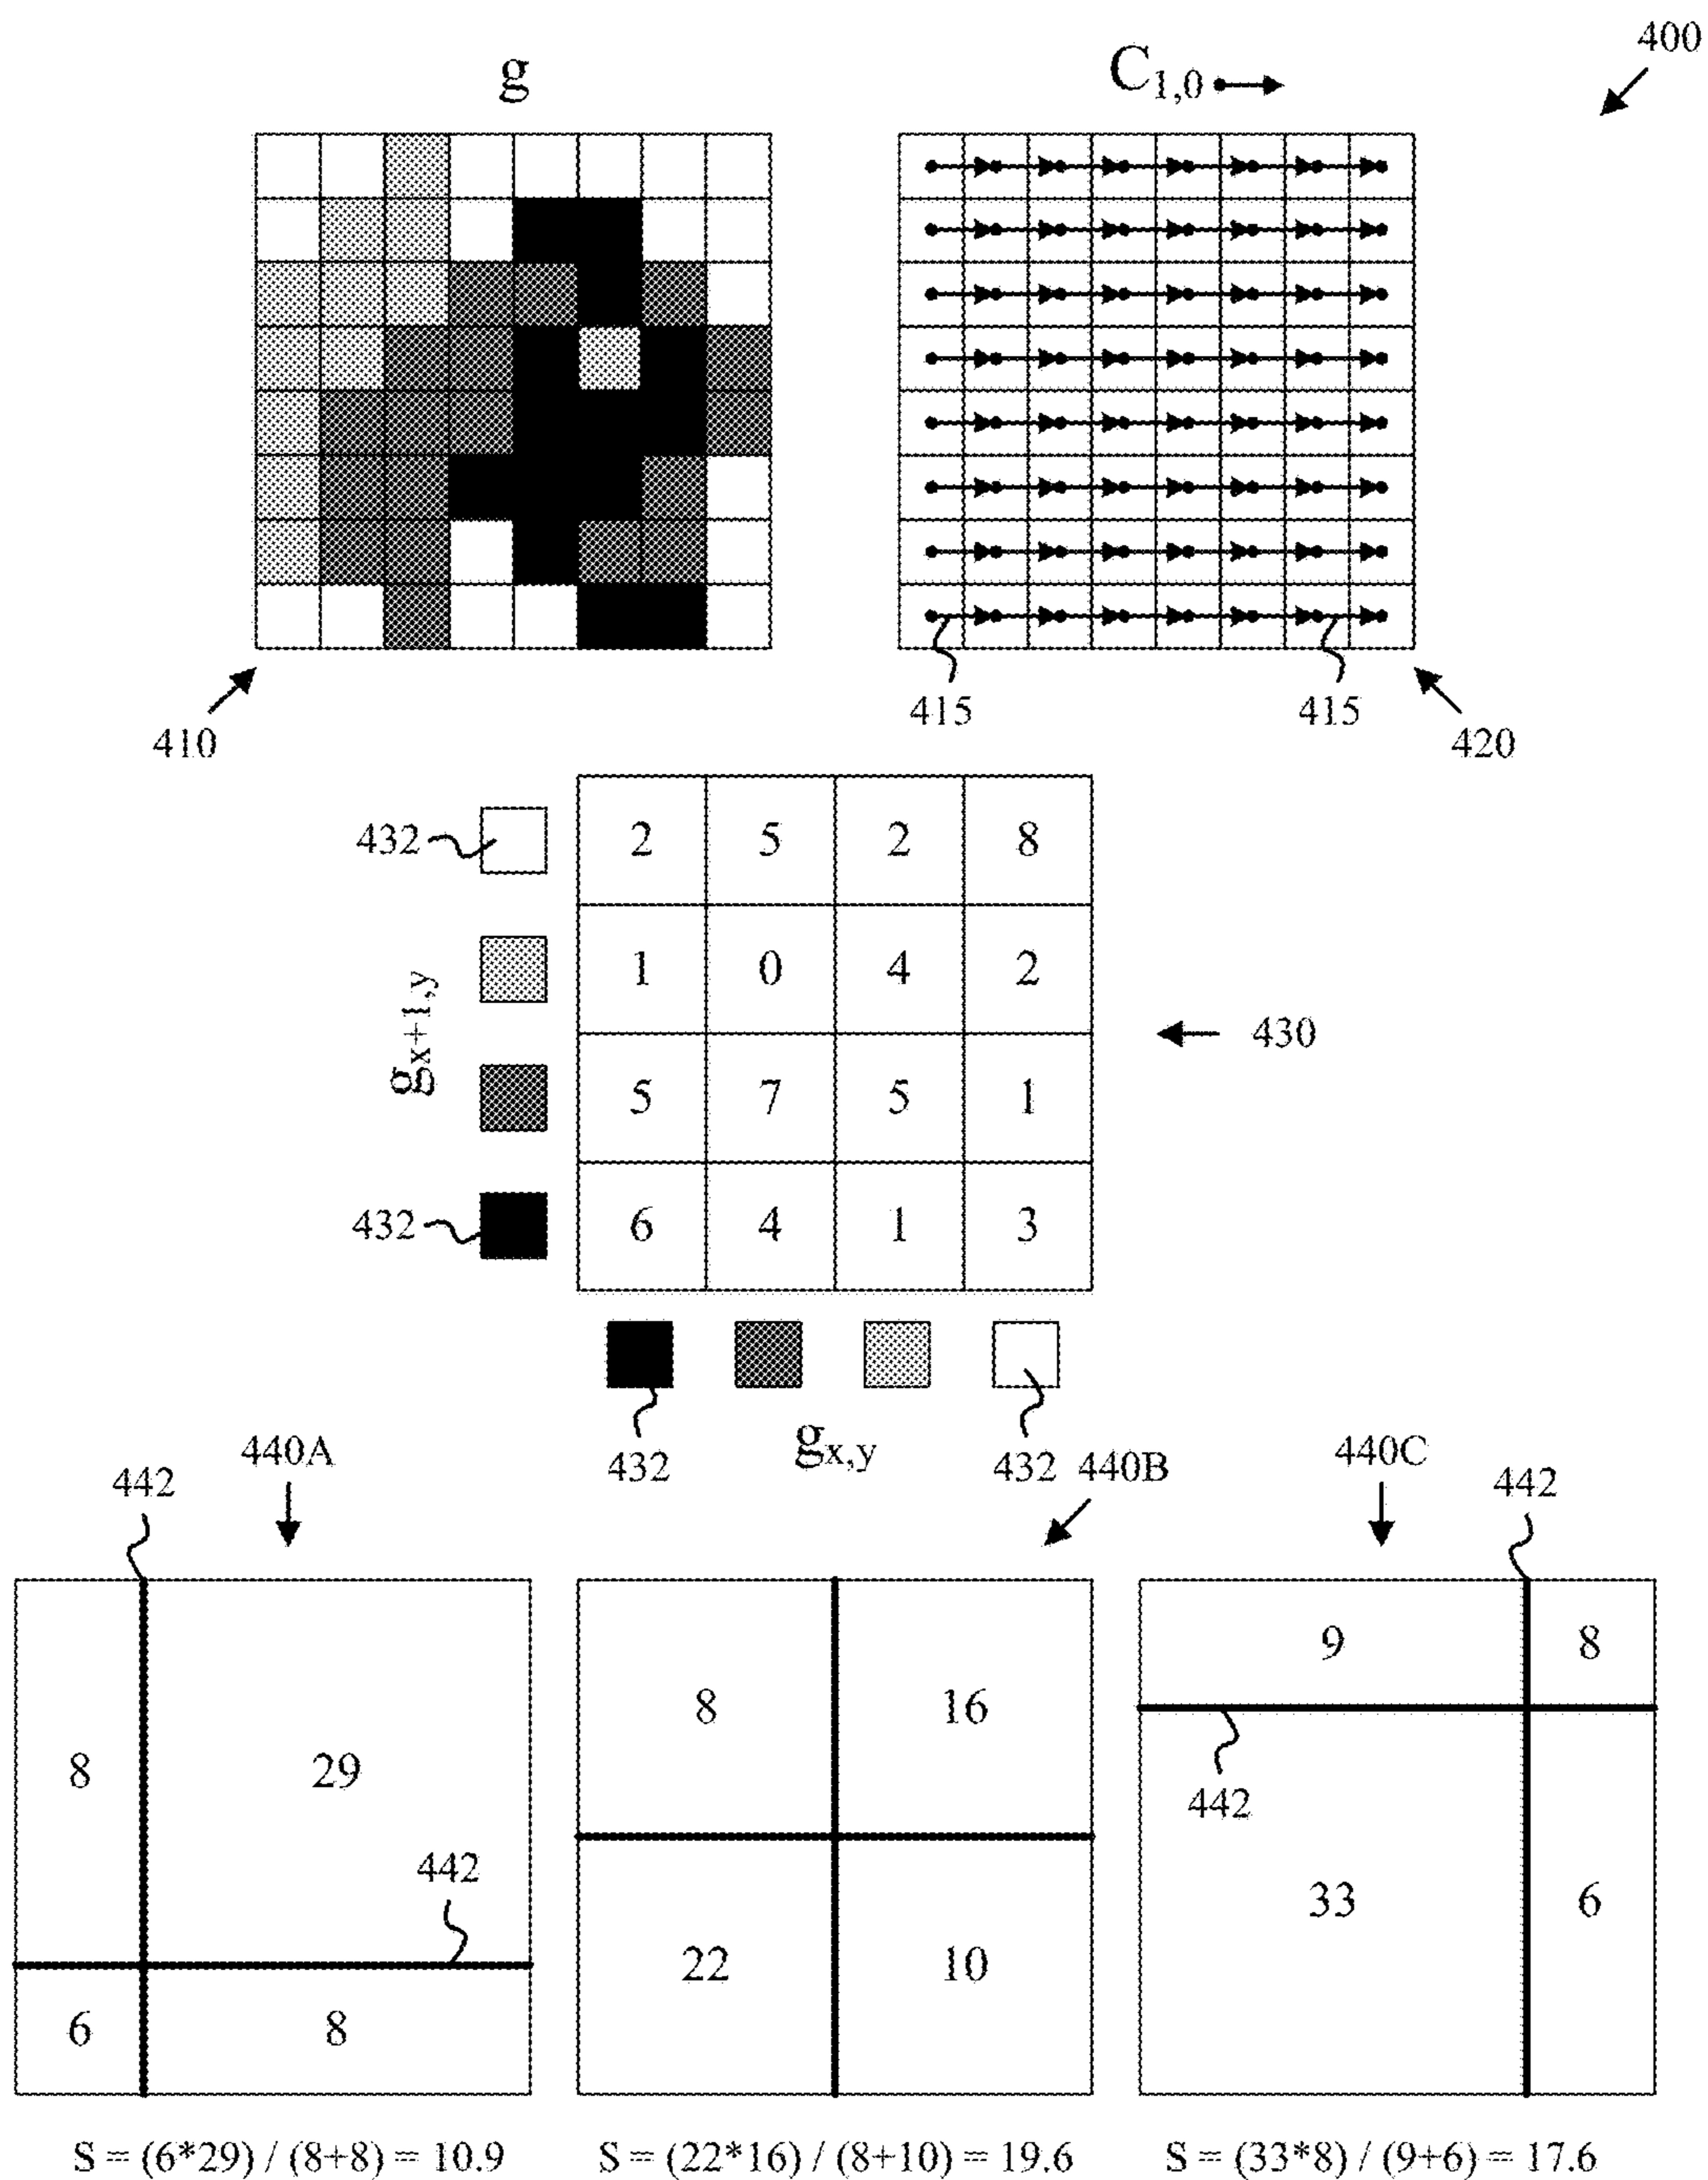 400
g
C1,0
415
415
410
420
432
2 5 2 8
1 0 4 2
gx+1,y
430
5 7 5 1
432
6 4 1 3
432
gx,y
432
440A
440B
440C
442
442
8
29
442
6
8
8
16
22
10
9
8
442
33
6
S = (6*29) / (8+8) = 10.9
S = (22*16) / (8+10) = 19.6
S = (33*8) / (9+6) = 17.6